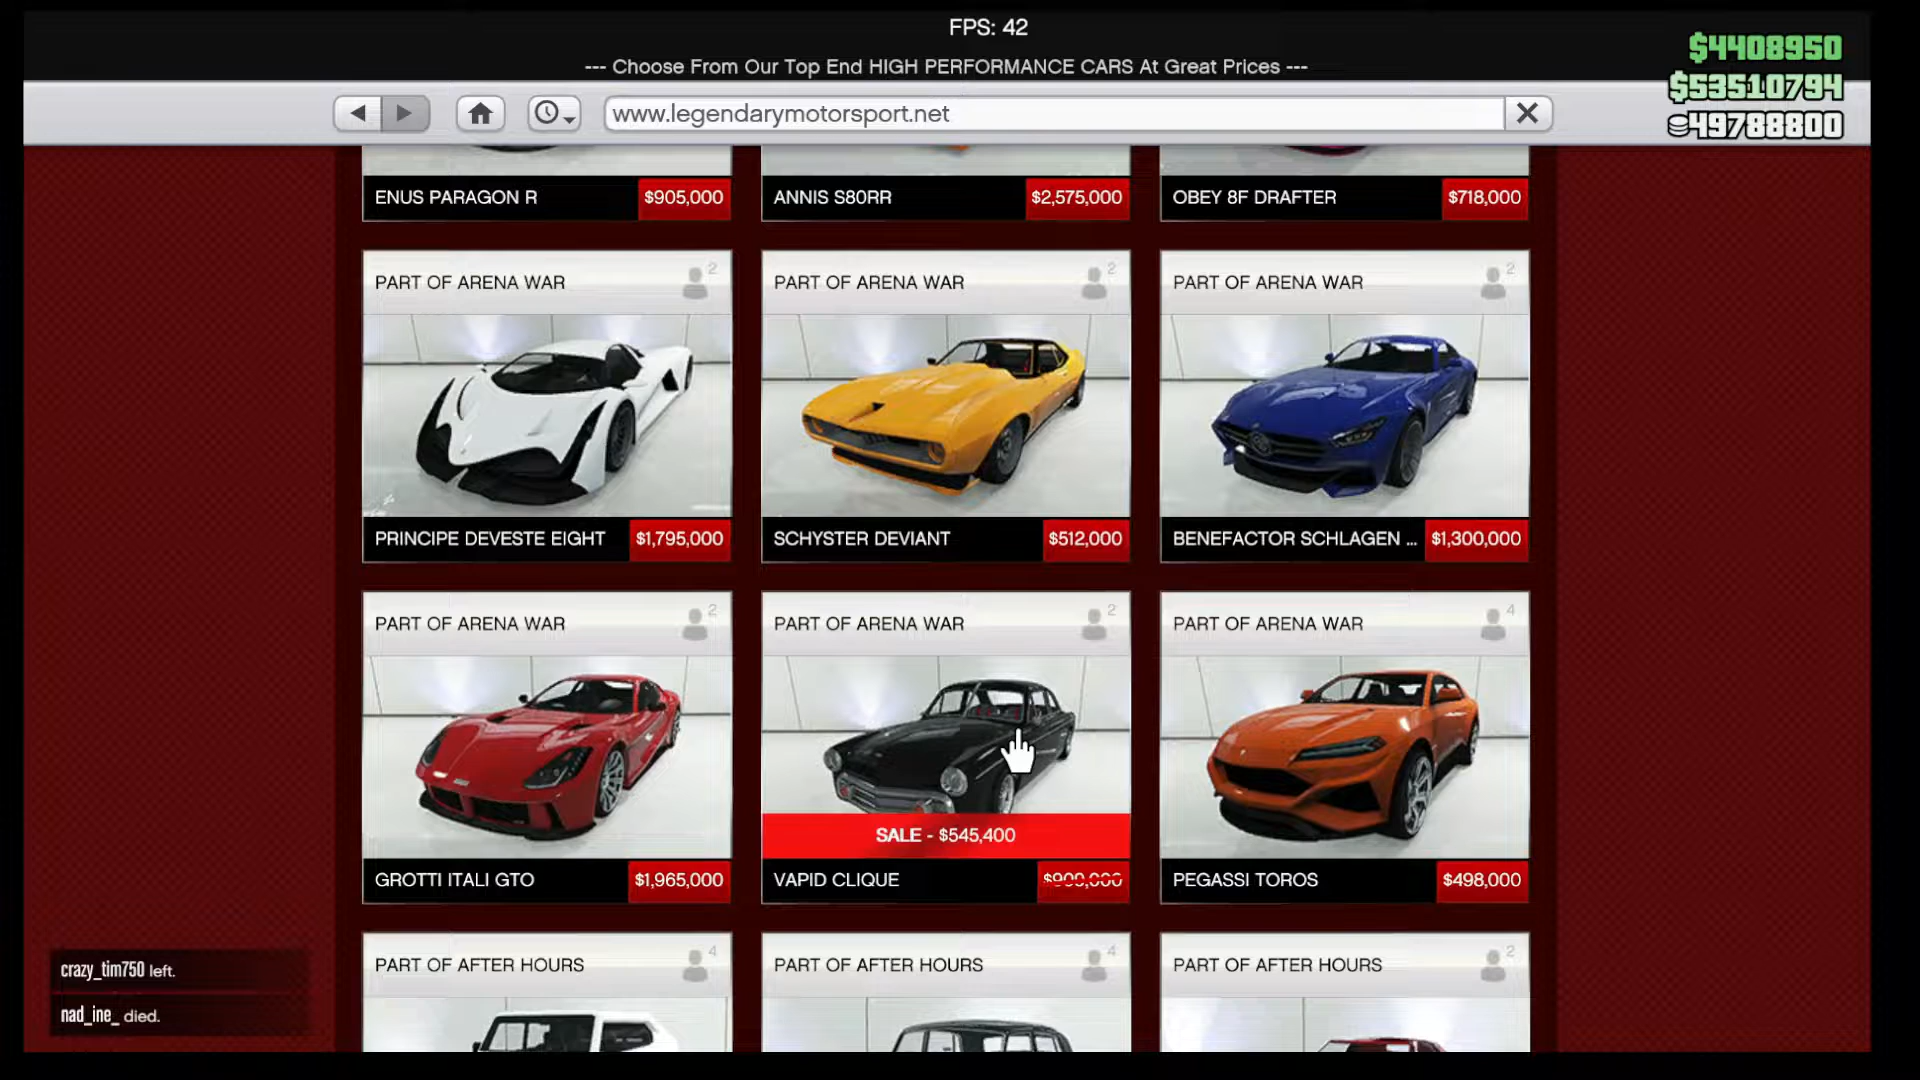 FPS: 42
--- Choose From Our Top End HIGH PERFORMANCE CARS At Great Prices ---
$4408950
$53510794
49788800
www.legendarymotorsport.net
ENUS PARAGON R $905,000
ANNIS S80RR $2,575,000
OBEY 8F DRAFTER $718,000
PART OF ARENA WAR 2
PART OF ARENA WAR 2
PART OF ARENA WAR 2
PRINCIPE DEVESTE EIGHT $1,795,000
SCHYSTER DEVIANT $512,000
BENEFACTOR SCHLAGEN ... $1,300,000
PART OF ARENA WAR 2
PART OF ARENA WAR 2
PART OF ARENA WAR 4
SALE - $545,400
GROTTI ITALI GTO $1,965,000
VAPID CLIQUE $909,000
PEGASSI TOROS $498,000
PART OF AFTER HOURS 4
PART OF AFTER HOURS 4
PART OF AFTER HOURS 2
crazy_tim750 left.
nad_ine_ died.